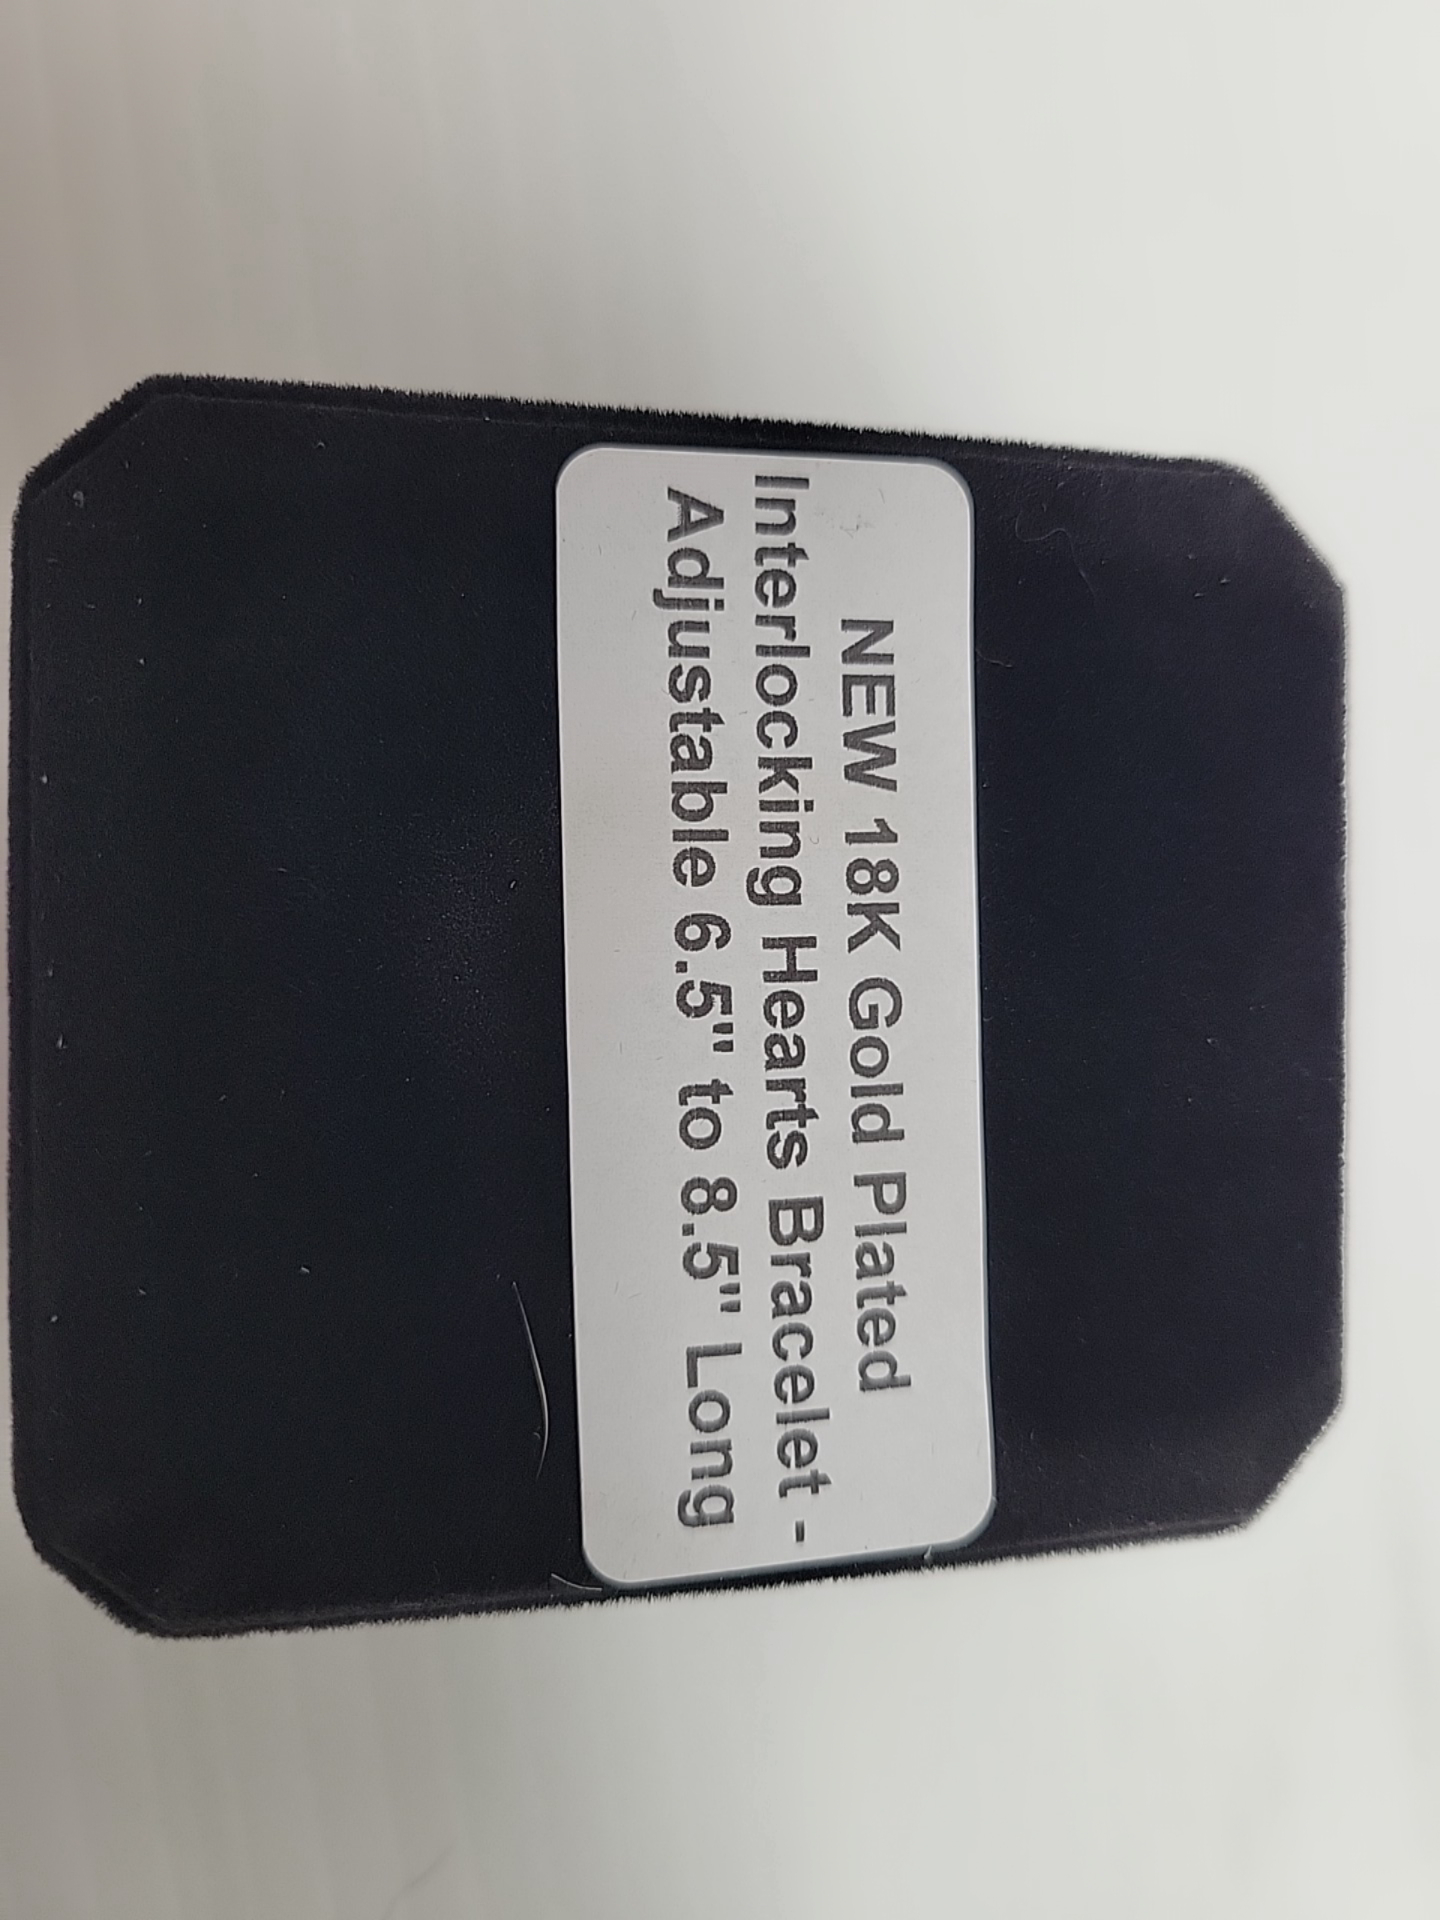 NEW 18K Gold Plated
Interlocking Hearts Bracelet -
Adjustable 6.5" to 8.5" Long